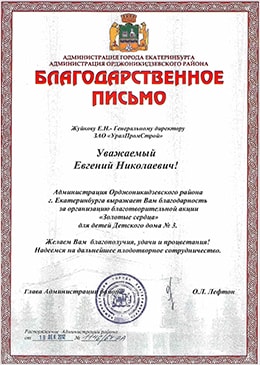 АДМИНИСТРАЦИЯ ГОРОДА ЕКАТЕРИНБУРГА
АДМИНИСТРАЦИЯ ОРДЖОНИКИДЗЕВСКОГО РАЙОНА
БЛАГОДАРСТВЕННОЕ
ПИСЬМО
Жуйкову Е.Н.- Генеральному директору
ЗАО «УралПромСтрой»
Уважаемый
Евгений Николаевич!
Администрация Орджоникидзевского района
г. Екатеринбурга выражает Вам благодарность
за организацию благотворительной акции
«Золотые сердца»
для детей Детского дома № 3.
Желаем Вам благополучия, удачи и процветания!
Надеемся на дальнейшее плодотворное сотрудничество.
Глава Администрации района
О.Л. Лефтон
Распоряжение Администрации района
от
№